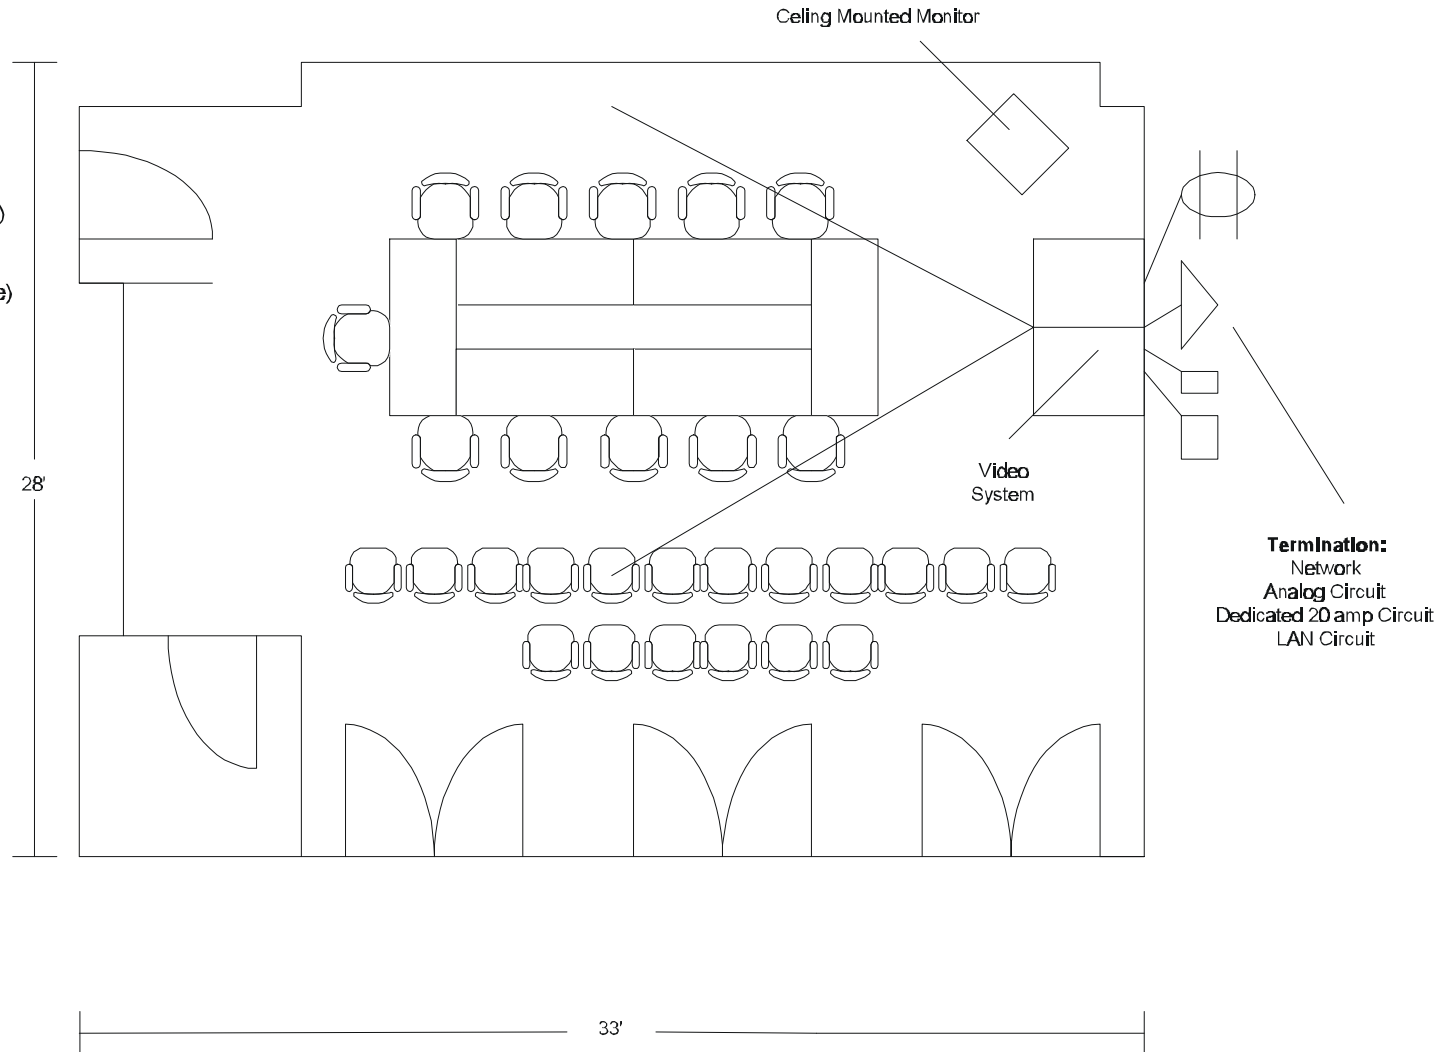 Celing Mounted Monitor
)
e)
28'
Video
System
Termination:
Network
Analog Circuit
Dedicated 20 amp Circuit
LAN Circuit
33'